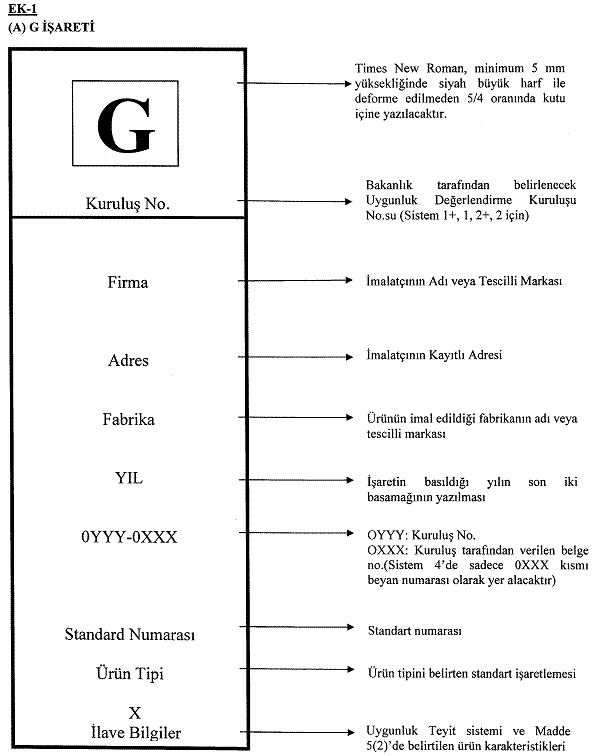 EK-1
(A) G İŞARETİ
G
Times New Roman, minimum 5 mm
yüksekliğinde siyah büyük harf ile
deforme edilmeden 5/4 oranında kutu
içine yazılacaktır.
Kuruluş No.
Bakanlık tarafından belirlenecek
Uygunluk Değerlendirme Kuruluşu
No.su (Sistem 1+, 1, 2+, 2 için)
Firma
İmalatçının Adı veya Tescilli Markası
Adres
İmalatçının Kayıtlı Adresi
Fabrika
Ürünün imal edildiği fabrikanın adı veya
tescilli markası
YIL
İşaretin basıldığı yılın son iki
basamağının yazılması
0YYY-0XXX
OYYY: Kuruluş No.
OXXX: Kuruluş tarafından verilen belge
no.(Sistem 4’de sadece 0XXX kısmı
beyan numarası olarak yer alacaktır)
Standard Numarası
Standart numarası
Ürün Tipi
Ürün tipini belirten standart işaretlemesi
X
İlave Bilgiler
Uygunluk Teyit sistemi ve Madde
5(2)’de belirtilen ürün karakteristikleri